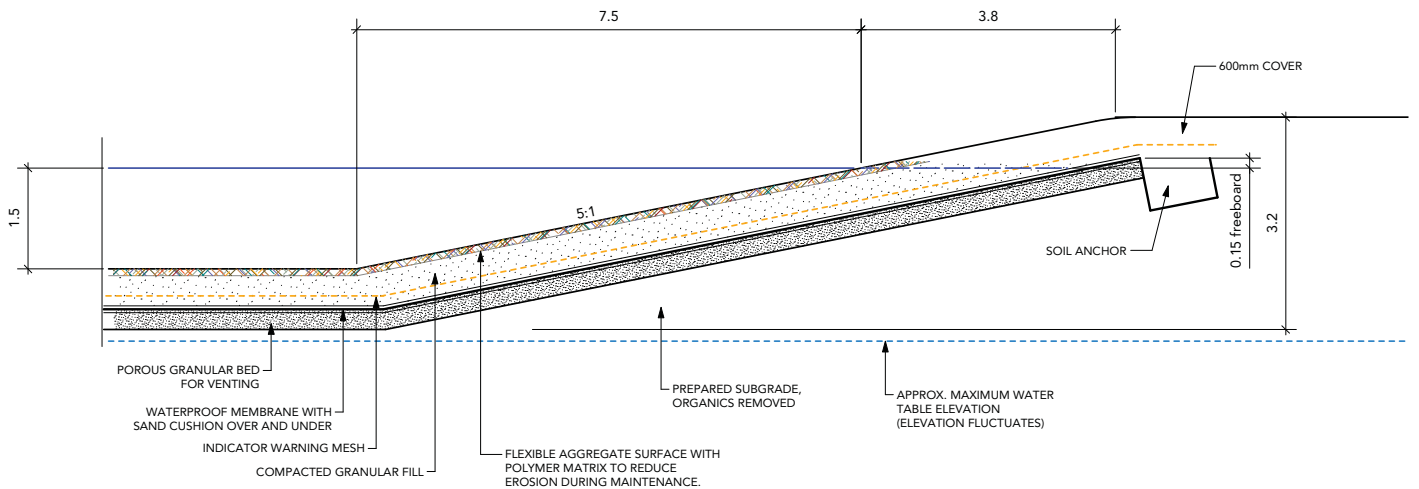 7.5
3.8
600mm COVER
1.5
5:1
0.15 freeboard
3.2
SOIL ANCHOR
POROUS GRANULAR BED
FOR VENTING
WATERPROOF MEMBRANE WITH
SAND CUSHION OVER AND UNDER
INDICATOR WARNING MESH
COMPACTED GRANULAR FILL
FLEXIBLE AGGREGATE SURFACE WITH
POLYMER MATRIX TO REDUCE
EROSION DURING MAINTENANCE.
PREPARED SUBGRADE,
ORGANICS REMOVED
APPROX. MAXIMUM WATER
TABLE ELEVATION
(ELEVATION FLUCTUATES)